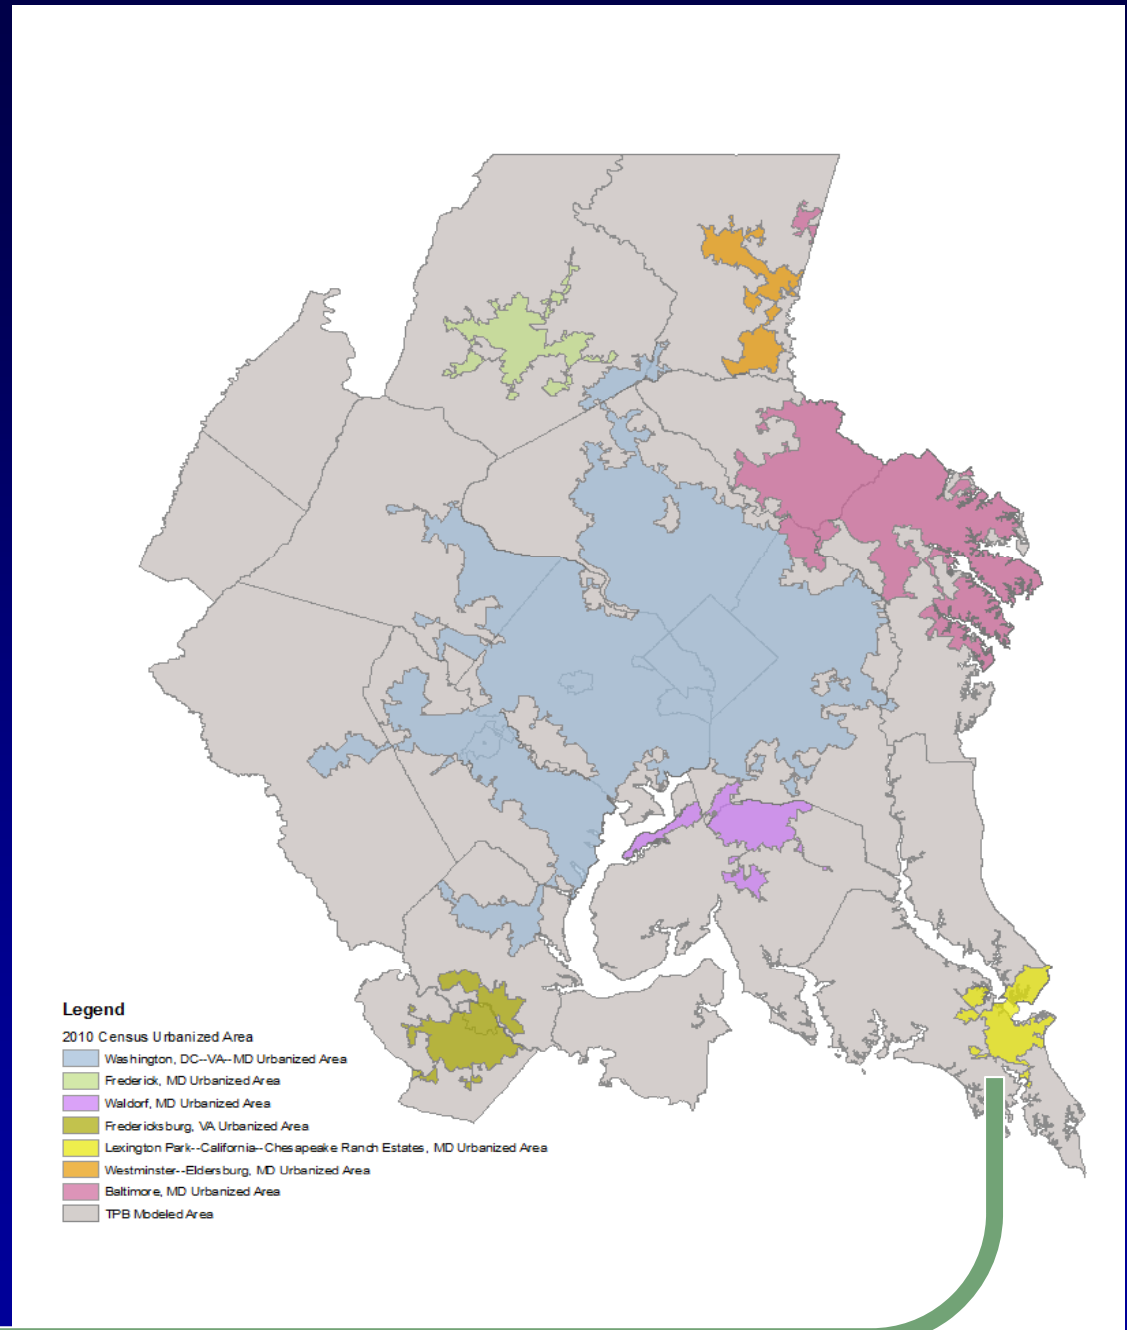 Legend
2010 Census Urbanized Area
Washington, DC--VA--MD Urbanized Area
Frederick, MD Urbanized Area
Waldorf, MD Urbanized Area
Fredericksburg, VA Urbanized Area
Lexington Park--California--Chesapeake Ranch Estates, MD Urbanized Area
Westminster--Eldersburg, MD Urbanized Area
Baltimore, MD Urbanized Area
TPB Modeled Area